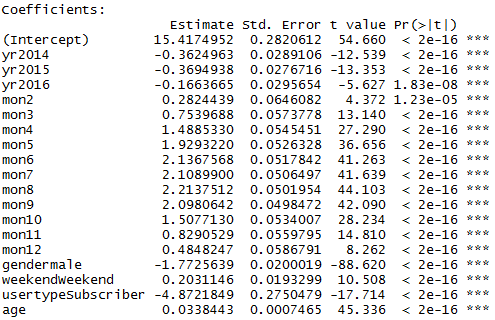 Coefficients:
Estimate Std. Error t value Pr(>|t|)
(Intercept) 15.4174952 0.2820612 54.660 < 2e-16 ***
yr2014 -0.3624963 0.0289106 -12.539 < 2e-16 ***
yr2015 -0.3694938 0.0276716 -13.353 < 2e-16 ***
yr2016 -0.1663665 0.0295654 -5.627 1.83e-08 ***
mon2 0.2824439 0.0646082 4.372 1.23e-05 ***
mon3 0.7539688 0.0573778 13.140 < 2e-16 ***
mon4 1.4885330 0.0545451 27.290 < 2e-16 ***
mon5 1.9293220 0.0526328 36.656 < 2e-16 ***
mon6 2.1367568 0.0517842 41.263 < 2e-16 ***
mon7 2.1089900 0.0506497 41.639 < 2e-16 ***
mon8 2.2137512 0.0501954 44.103 < 2e-16 ***
mon9 2.0980642 0.0498472 42.090 < 2e-16 ***
mon10 1.5077130 0.0534007 28.234 < 2e-16 ***
mon11 0.8290529 0.0559795 14.810 < 2e-16 ***
mon12 0.4848247 0.0586791 8.262 < 2e-16 ***
gendermale -1.7725639 0.0200019 -88.620 < 2e-16 ***
weekendWeekend 0.2031146 0.0193299 10.508 < 2e-16 ***
usertypeSubscriber -4.8721849 0.2750479 -17.714 < 2e-16 ***
age 0.0338443 0.0007465 45.336 < 2e-16 ***